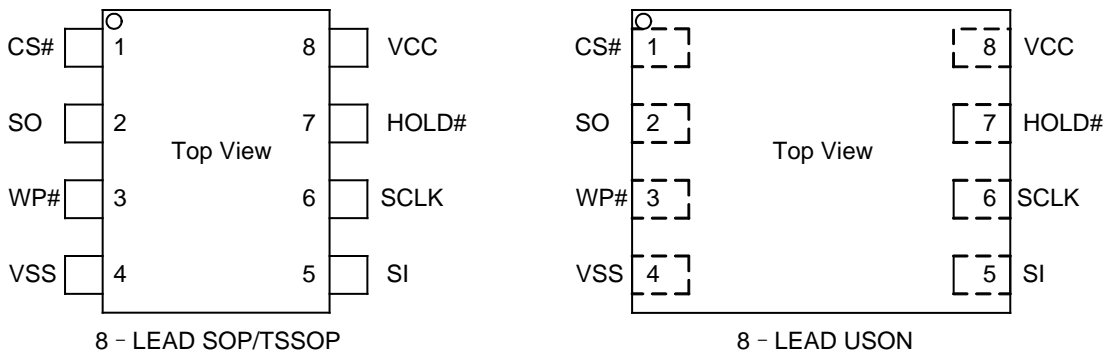 CS# 1 8 VCC
SO 2 7 HOLD#
Top View
WP# 3 6 SCLK
VSS 4 5 SI
8 - LEAD SOP/TSSOP
CS# 1 8 VCC
SO 2 7 HOLD#
Top View
WP# 3 6 SCLK
VSS 4 5 SI
8 - LEAD USON